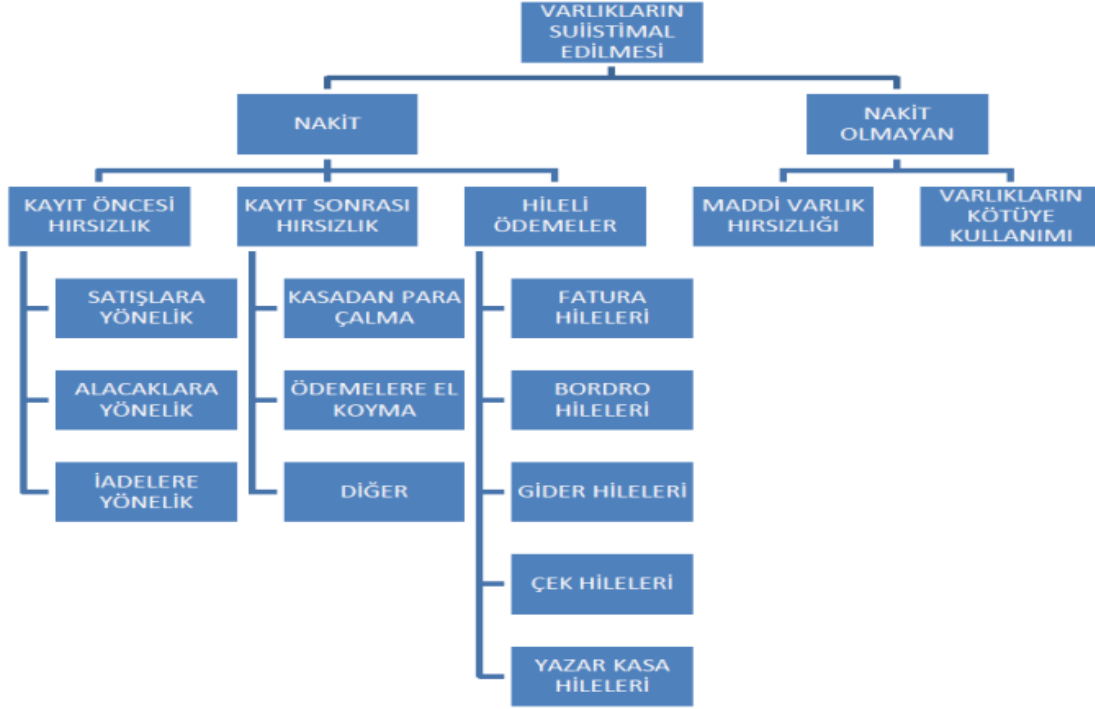 VARLIKLARIN
SUİİSTİMAL
EDİLMESİ
NAKİT
NAKİT
OLMAYAN
KAYIT ÖNCESİ
HIRSIZLIK
KAYIT SONRASI
HIRSIZLIK
HİLELİ
ÖDEMELER
MADDİ VARLIK
HIRSIZLIĞI
VARLIKLARIN
KÖTÜYE
KULLANIMI
SATIŞLARA
YÖNELİK
KASADAN PARA
ÇALMA
FATURA
HİLELERİ
ALACAKLARA
YÖNELİK
ÖDEMELERE EL
KOYMA
BORDRO
HİLELERİ
İADELERE
YÖNELİK
DİĞER
GİDER HİLELERİ
ÇEK HİLELERİ
YAZAR KASA
HİLELERİ